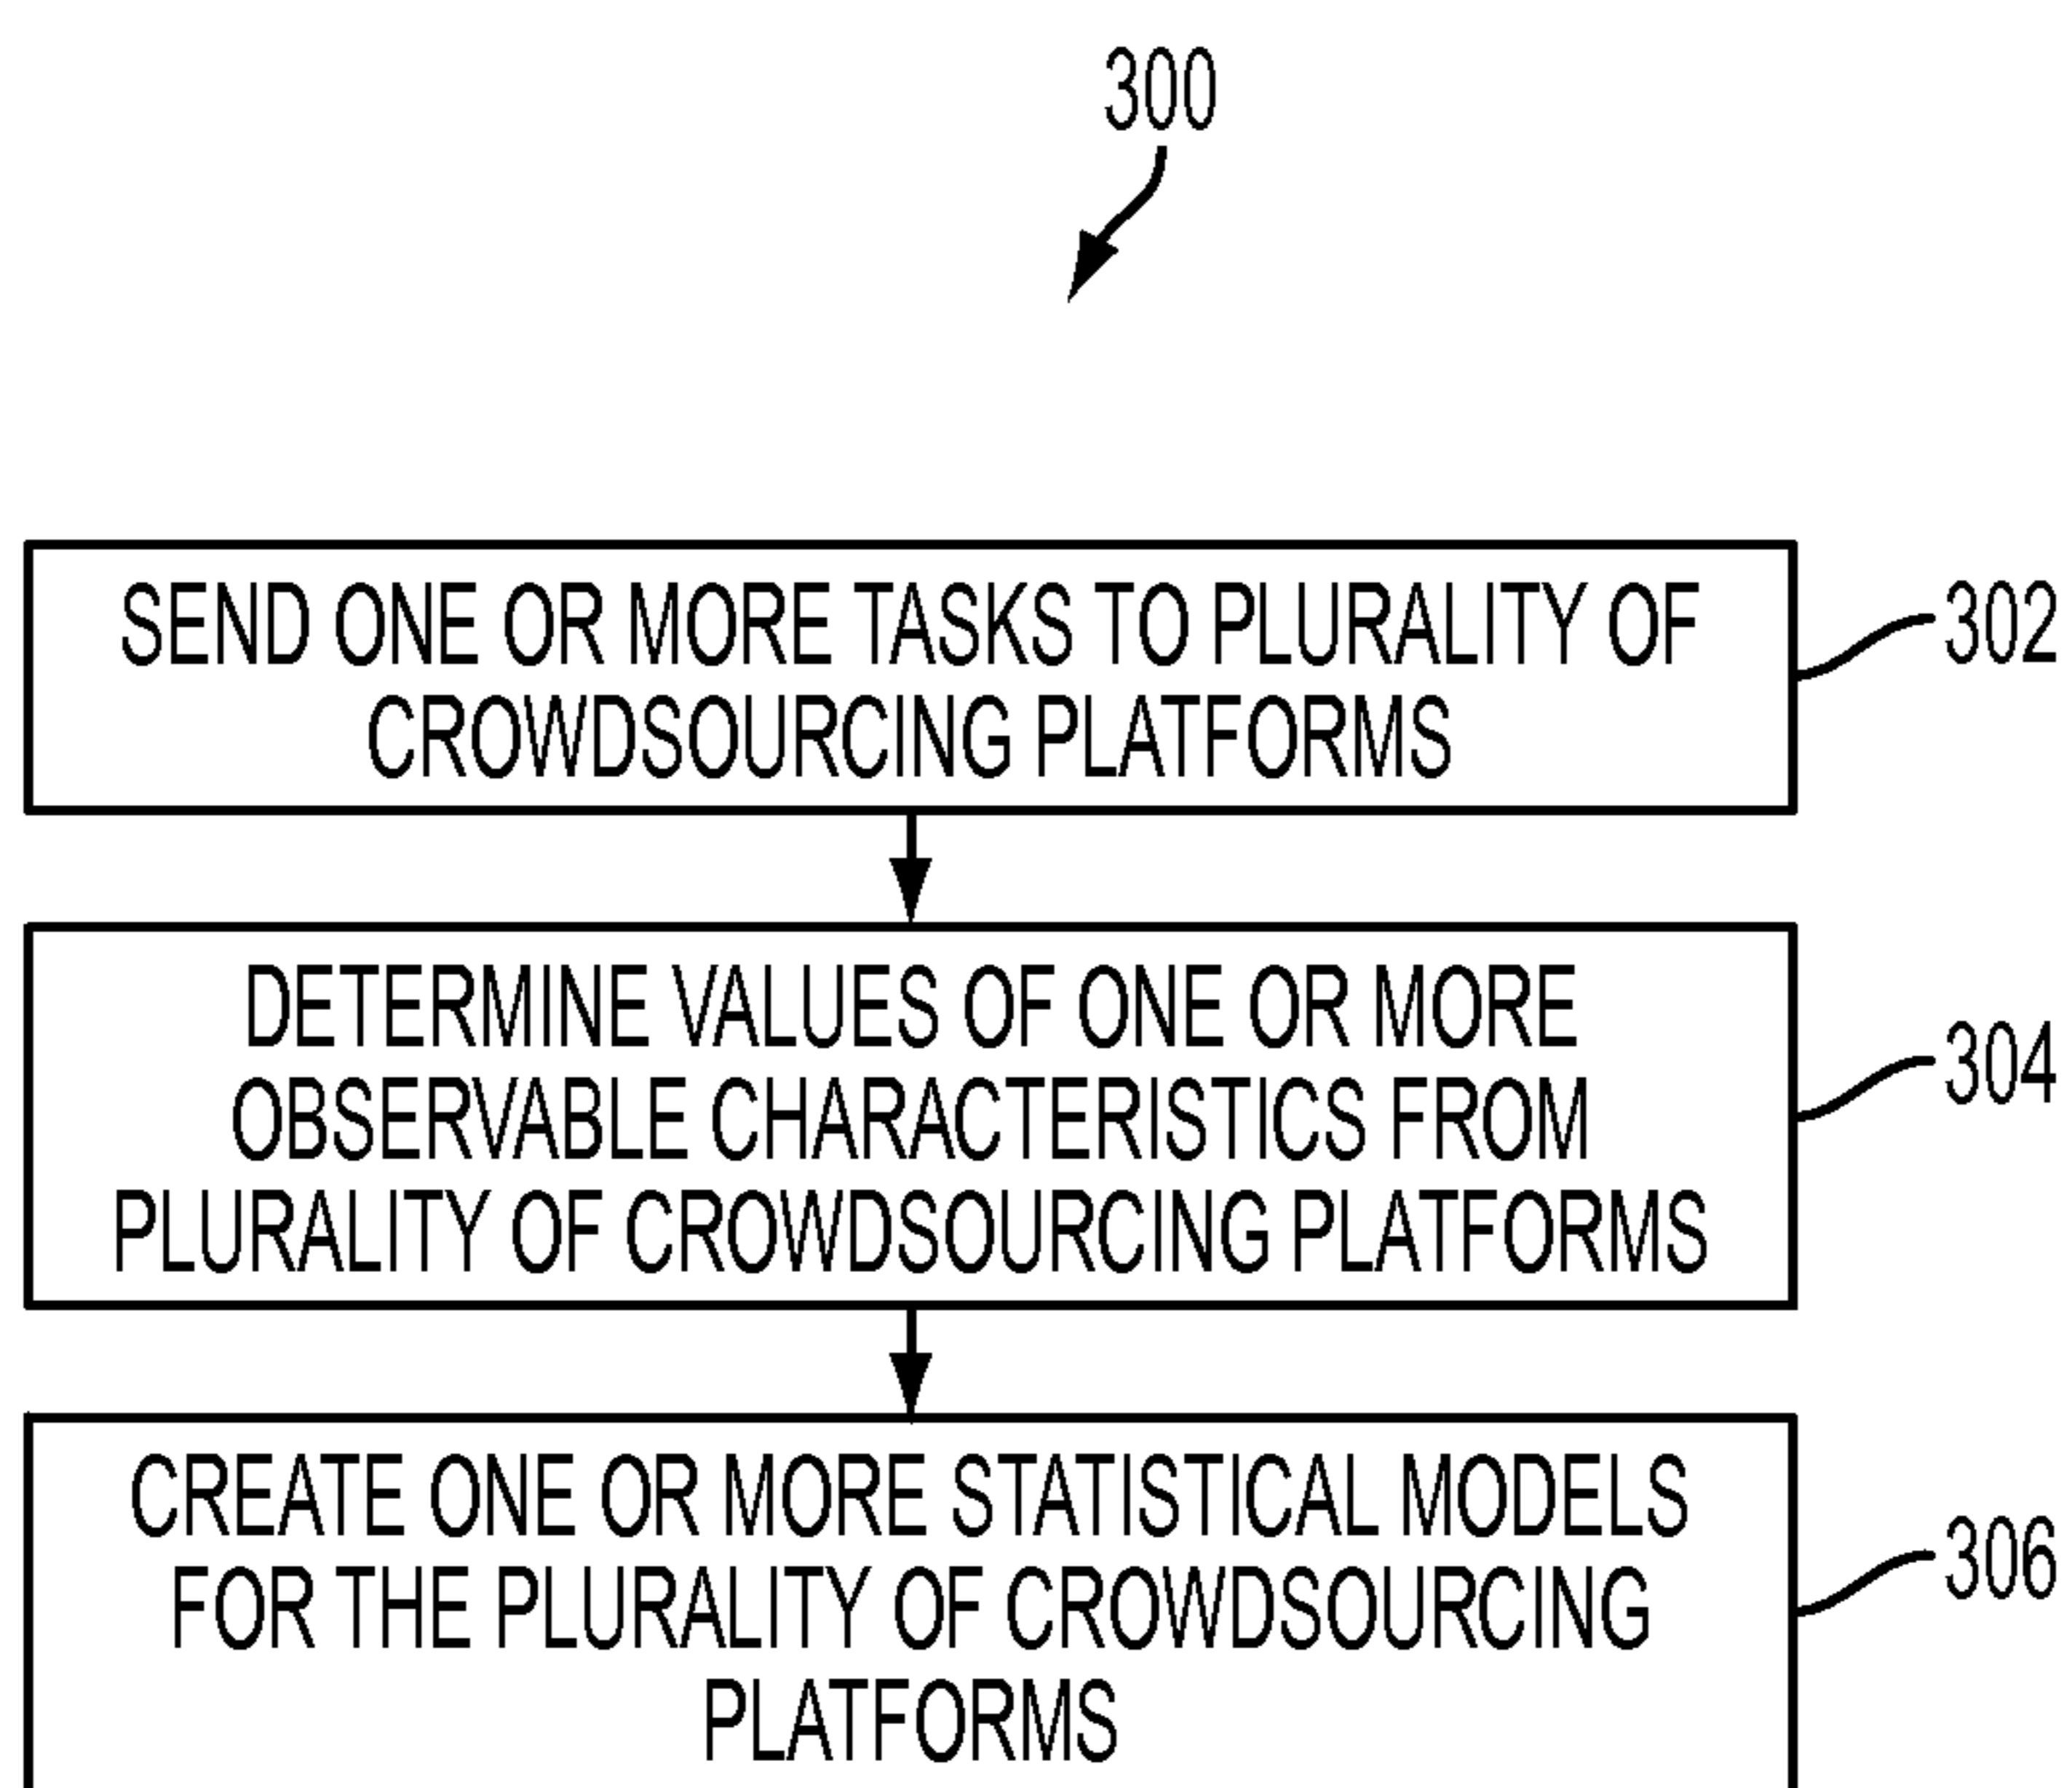 300
SEND ONE OR MORE TASKS TO PLURALITY OF
CROWDSOURCING PLATFORMS
302
DETERMINE VALUES OF ONE OR MORE
OBSERVABLE CHARACTERISTICS FROM
PLURALITY OF CROWDSOURCING PLATFORMS
304
CREATE ONE OR MORE STATISTICAL MODELS
FOR THE PLURALITY OF CROWDSOURCING
PLATFORMS
306